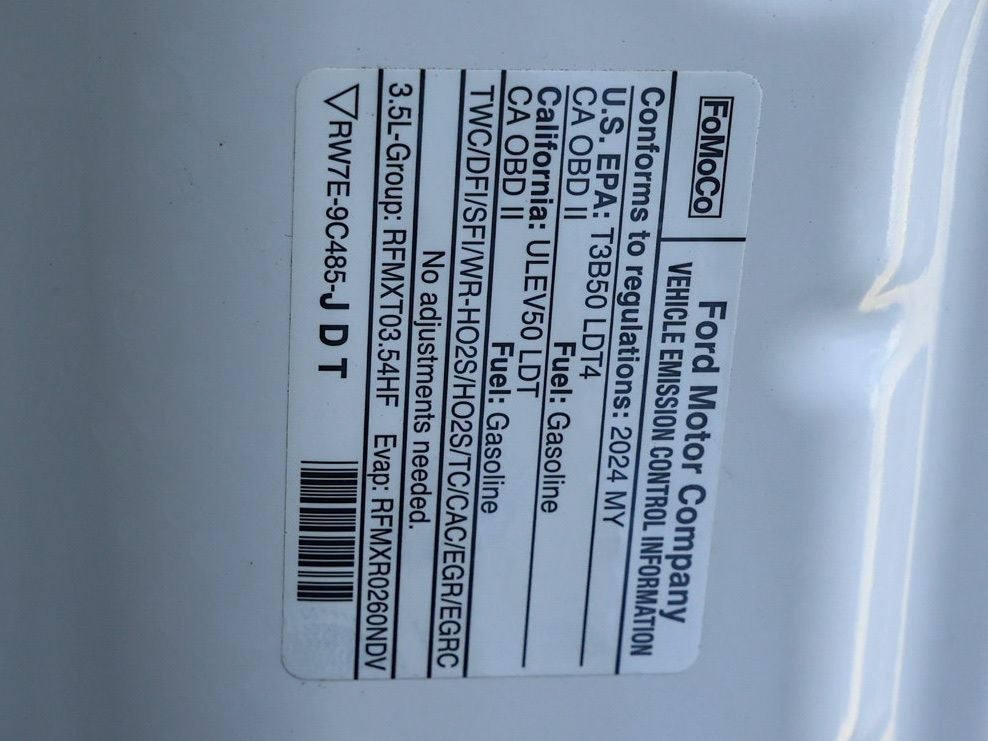 FoMoCo
Ford Motor Company
VEHICLE EMISSION CONTROL INFORMATION
Conforms to regulations: 2024 MY
U.S. EPA: T3B50 LDT4
CA OBD II Fuel: Gasoline
California: ULEV50 LDT
CA OBD II Fuel: Gasoline
TWC/DFI/SFI/WR-HO2S/HO2S/TC/CAC/EGR/EGRC
No adjustments needed.
3.5L-Group: RFMXT03.54HF Evap: RFMXR0260NDV
RW7E-9C485-J D T